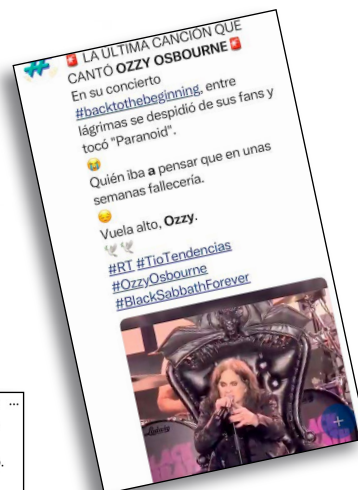 🚨 LA ÚLTIMA CANCIÓN QUE
CANTÓ OZZY OSBOURNE 🚨
En su concierto
#backtothebeginning, entre
lágrimas se despidió de sus fans y
tocó "Paranoid".
😭
Quién iba a pensar que en unas
semanas fallecería.
😔
Vuela alto, Ozzy.
🕊️🕊️
#RT #TioTendencias
#OzzyOsbourne
#BlackSabbathForever
Ludwig
...
.